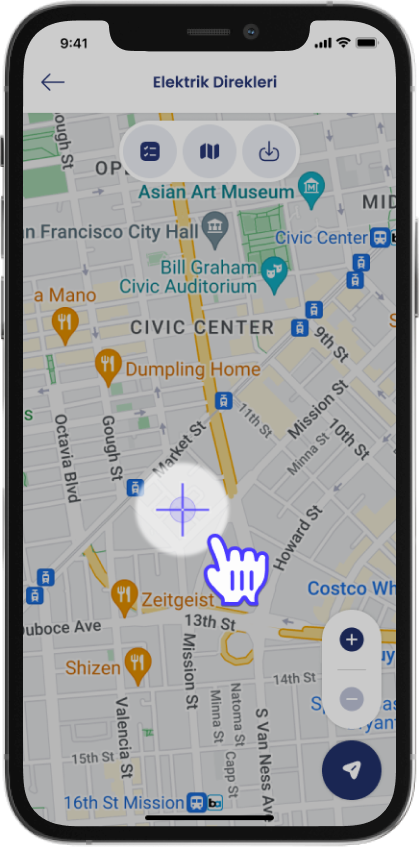 9:41
Elektrik Direkleri
ough St
OP
Asian Art Museum
MID
n Francisco City Hall
Civic Center
Bill Graham
Civic Auditorium
a Mano
CIVIC CENTER
9th St
Dumpling Home
Mission St
11th St
10th St
Minna St
Octavia Blvd
Gough St
Market St
Howard St
Costco Wh
Zeitgeist
13th St
uboce Ave
uy
Shizen
Mission St
14th St
Minna St
Natoma St
Capp St
S Van Ness Av
Valencia St
15th St
16th St Mission